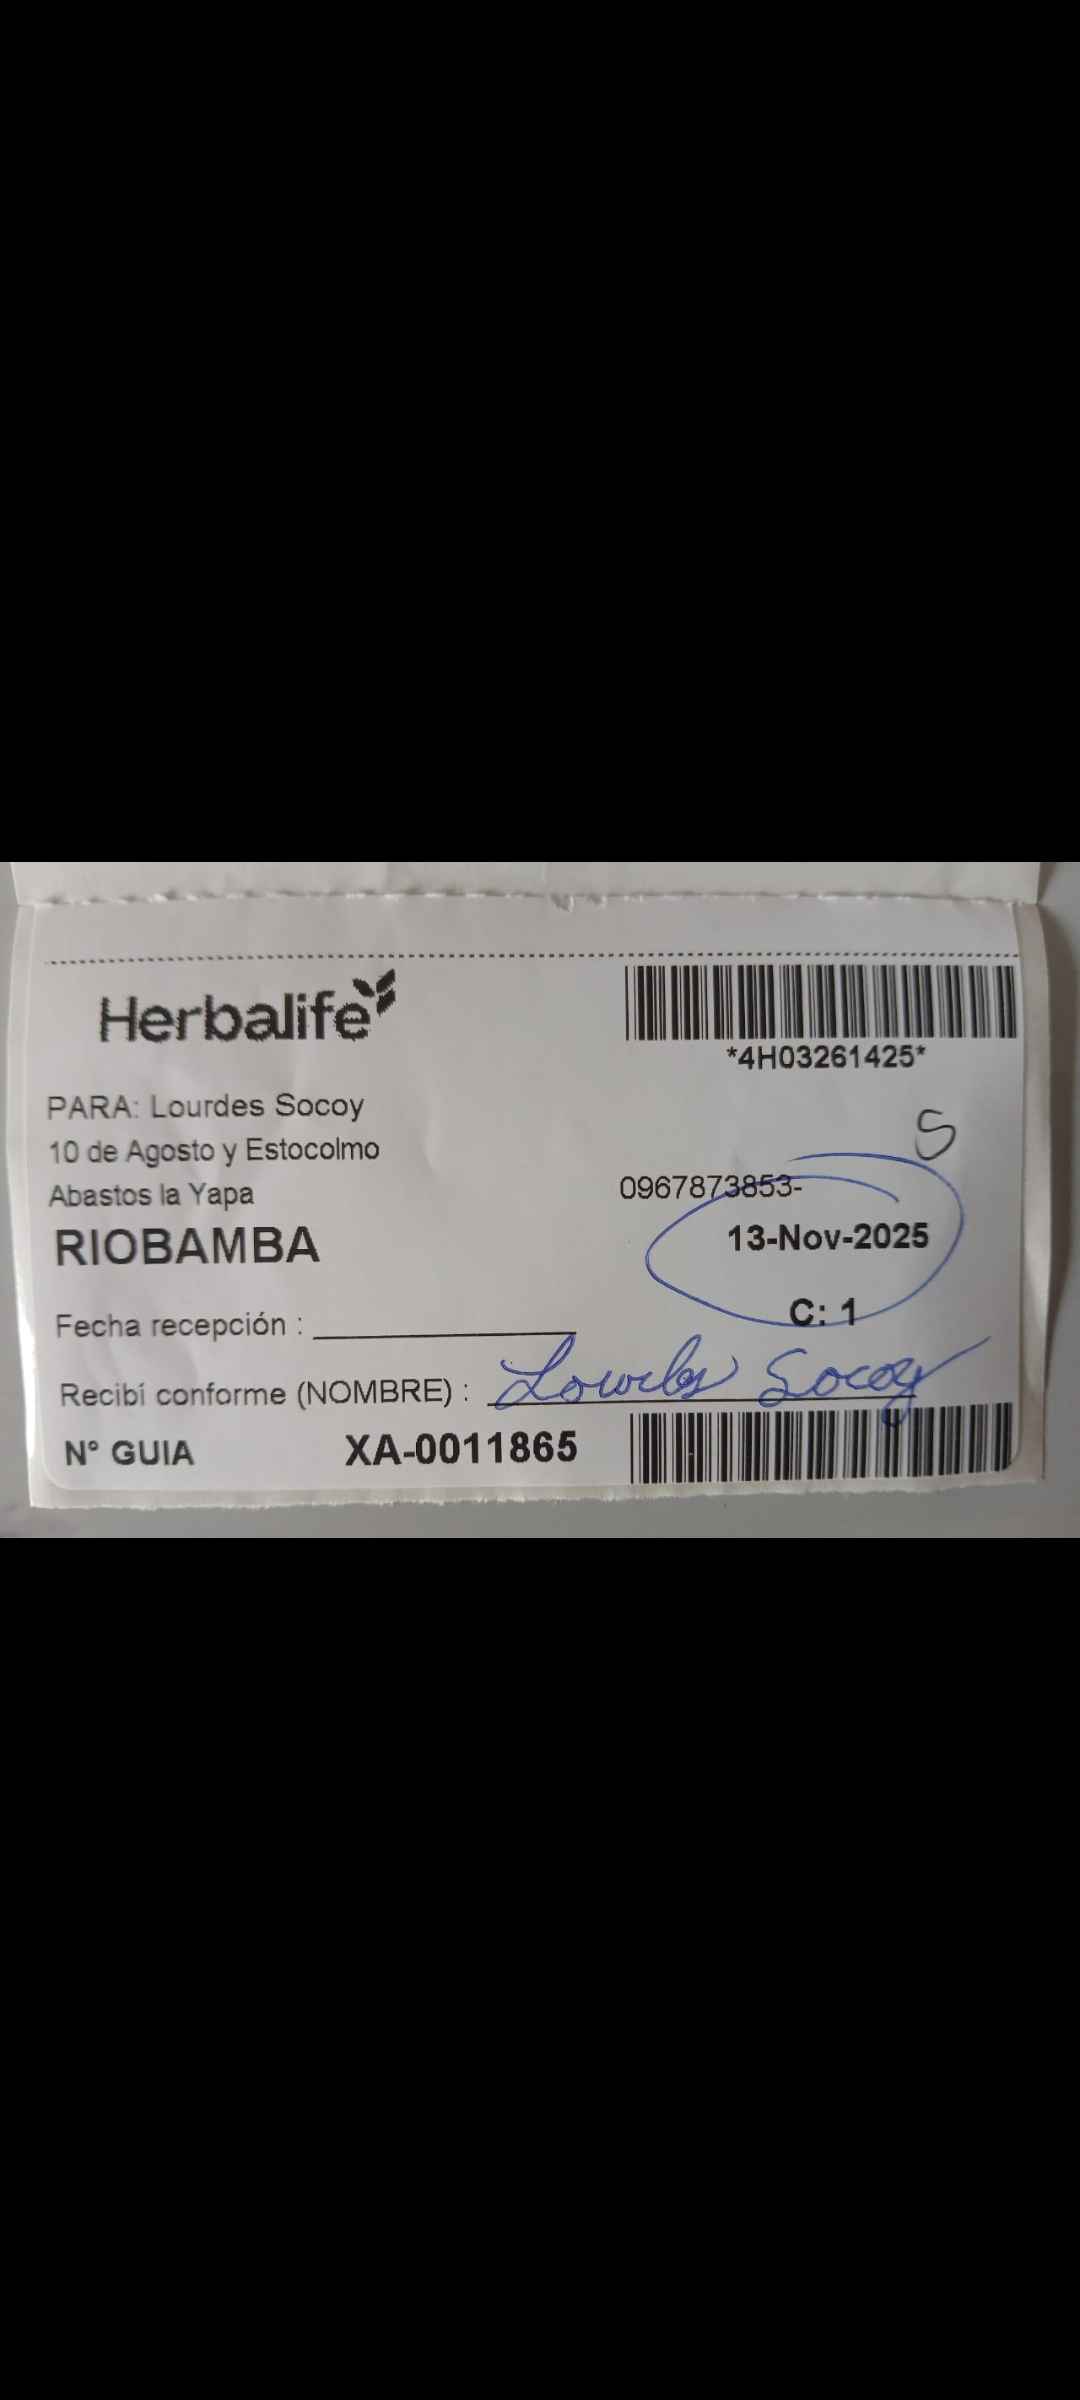 Herbalife
*4H03261425*
PARA: Lourdes Socoy
10 de Agosto y Estocolmo
S
Abastos la Yapa
0967873853-
RIOBAMBA
13-Nov-2025
C: 1
Fecha recepción :
Recibí conforme (NOMBRE) : Lourdes Socoy
N° GUIA XA-0011865